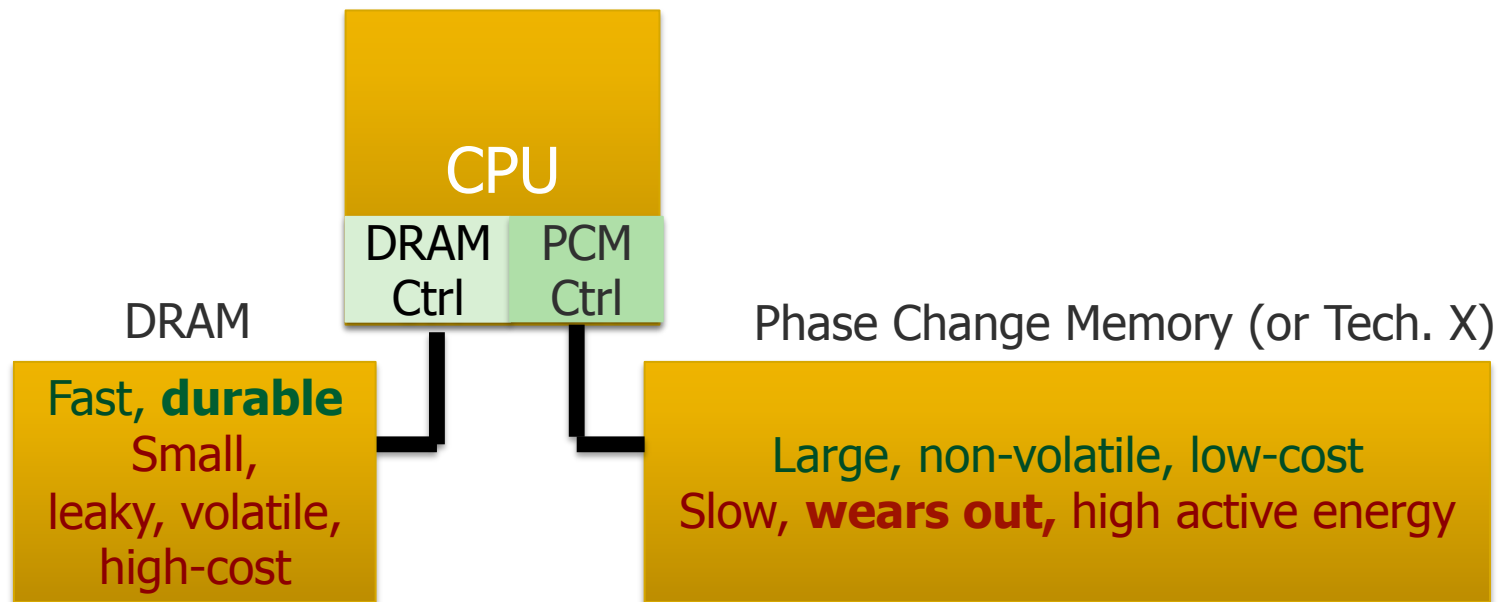 CPU
DRAM
Ctrl
PCM
Ctrl
DRAM
Fast, durable
Small,
leaky, volatile,
high-cost
Phase Change Memory (or Tech. X)
Large, non-volatile, low-cost
Slow, wears out, high active energy